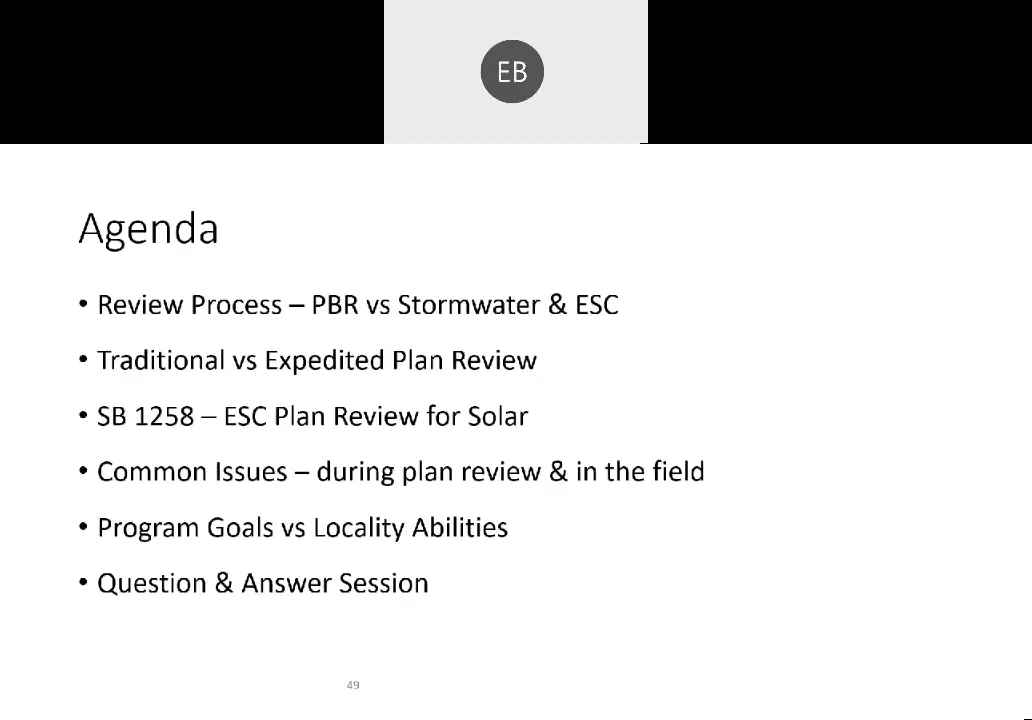 EB
Agenda
• Review Process – PBR vs Stormwater & ESC
• Traditional vs Expedited Plan Review
• SB 1258 – ESC Plan Review for Solar
• Common Issues – during plan review & in the field
• Program Goals vs Locality Abilities
• Question & Answer Session
49